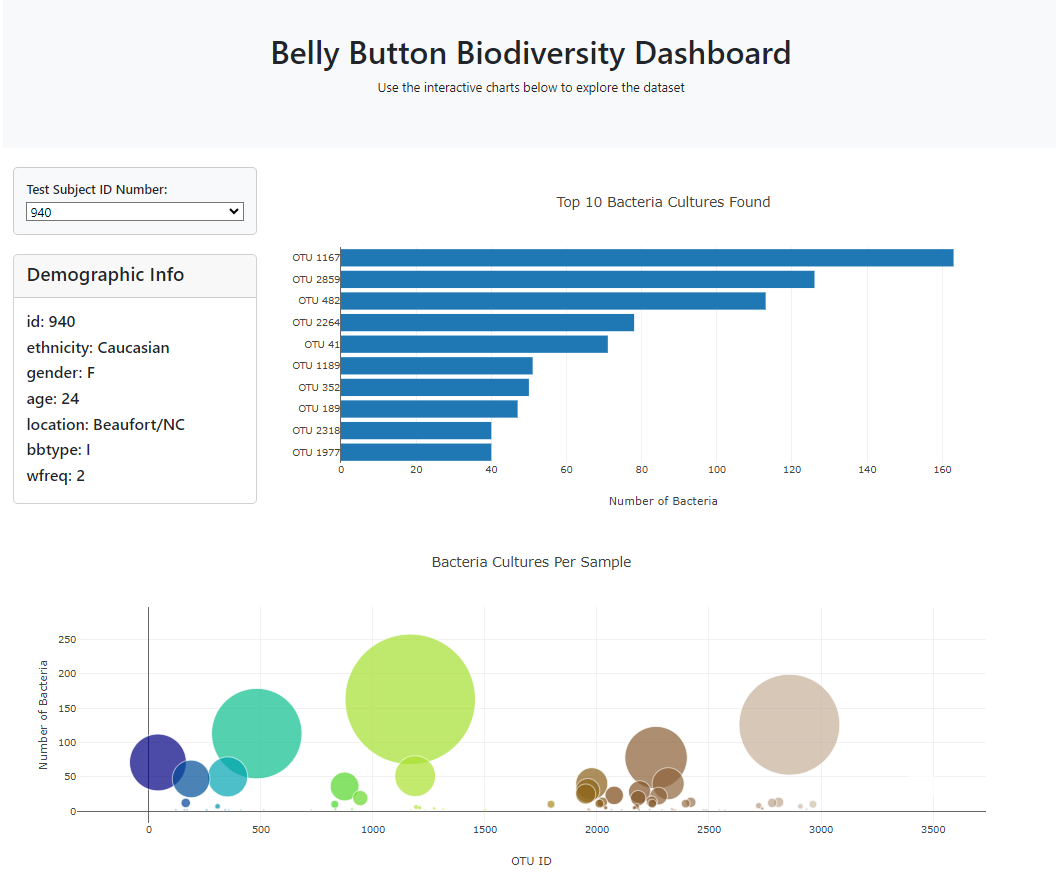 Belly Button Biodiversity Dashboard
Use the interactive charts below to explore the dataset
Test Subject ID Number:
940
Demographic Info
id: 940
ethnicity: Caucasian
gender: F
age: 24
location: Beaufort/NC
bbtype: I
wfreq: 2
Top 10 Bacteria Cultures Found
OTU 1167
OTU 2859
OTU 482
OTU 2264
OTU 41
OTU 1189
OTU 352
OTU 189
OTU 2318
OTU 1977
0 20 40 60 80 100 120 140 160
Number of Bacteria
Bacteria Cultures Per Sample
Number of Bacteria
250
200
150
100
50
0
0 500 1000 1500 2000 2500 3000 3500
OTU ID